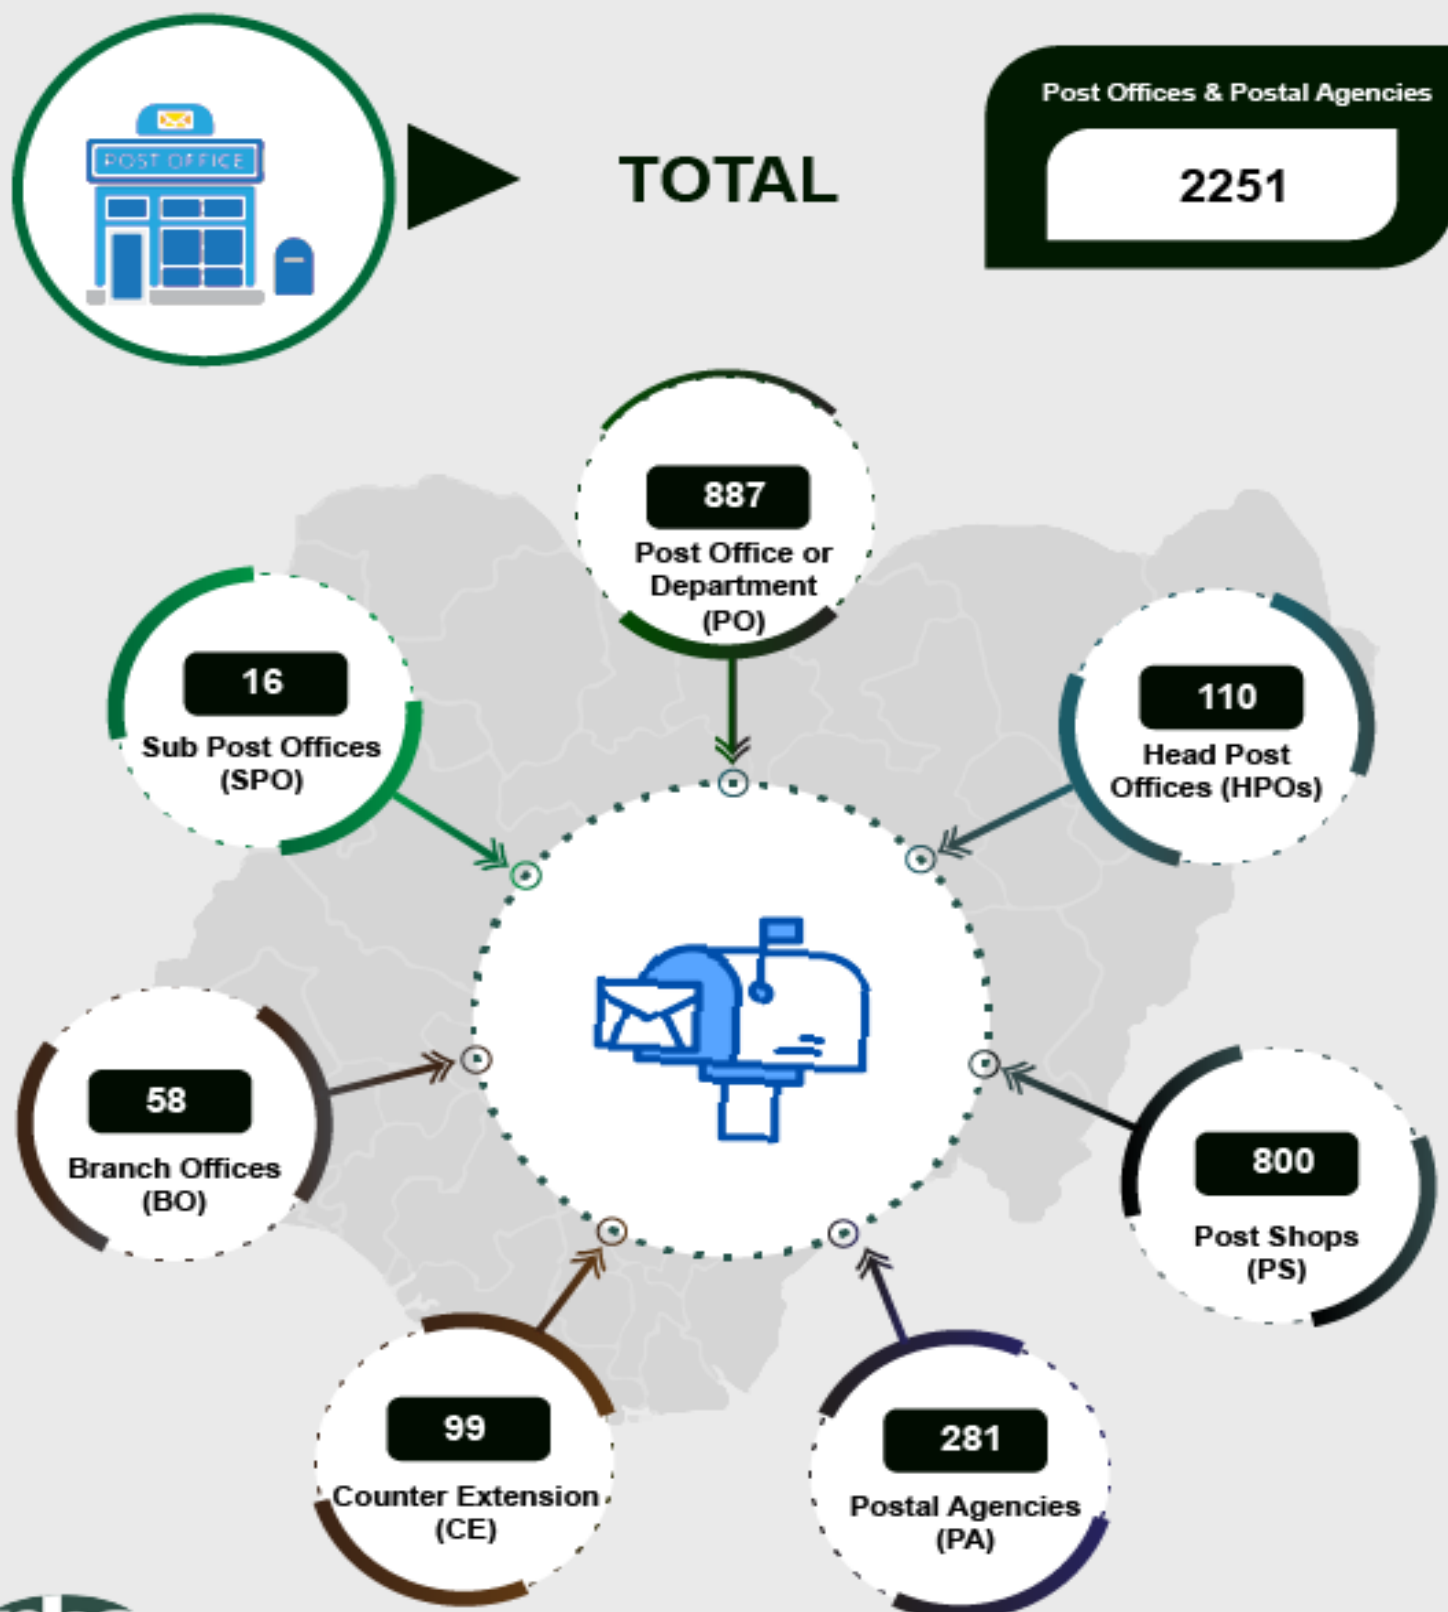 POST OFFICE
TOTAL
Post Offices & Postal Agencies
2251
887
Post Office or
Department
(PO)
16
Sub Post Offices
(SPO)
110
Head Post
Offices (HPOs)
58
Branch Offices
(BO)
800
Post Shops
(PS)
99
Counter Extension
(CE)
281
Postal Agencies
(PA)